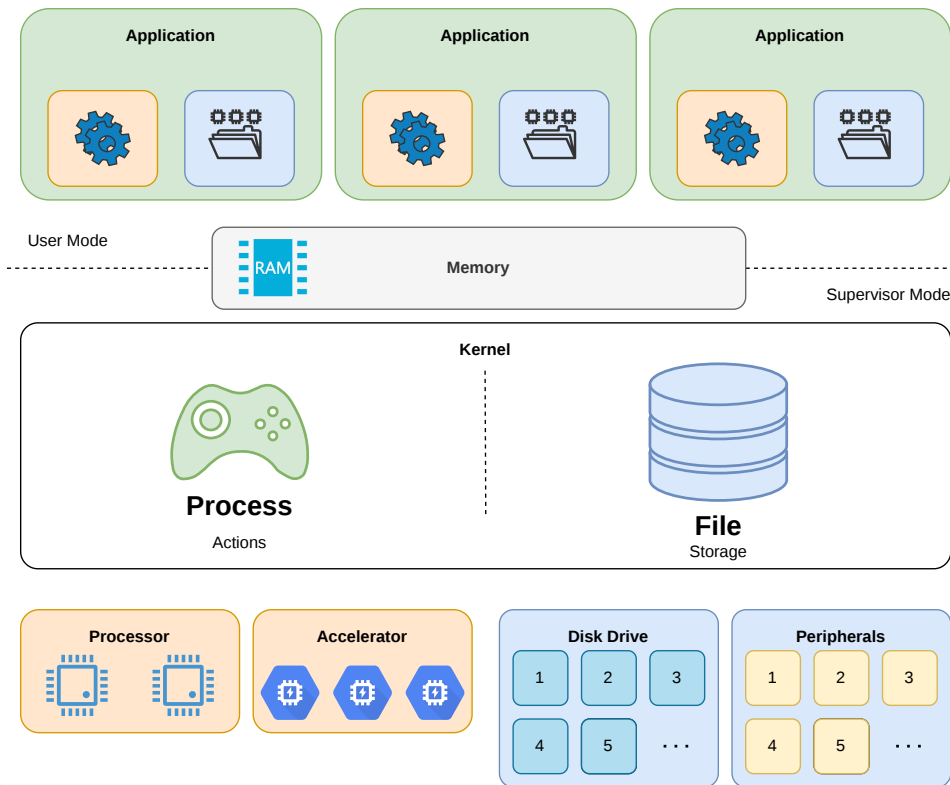 Application
Application
Application
User Mode
RAM
Memory
Supervisor Mode
Kernel
Process
Actions
File
Storage
Processor
Accelerator
Disk Drive
1 2 3
4 5 ...
Peripherals
1 2 3
4 5 ...